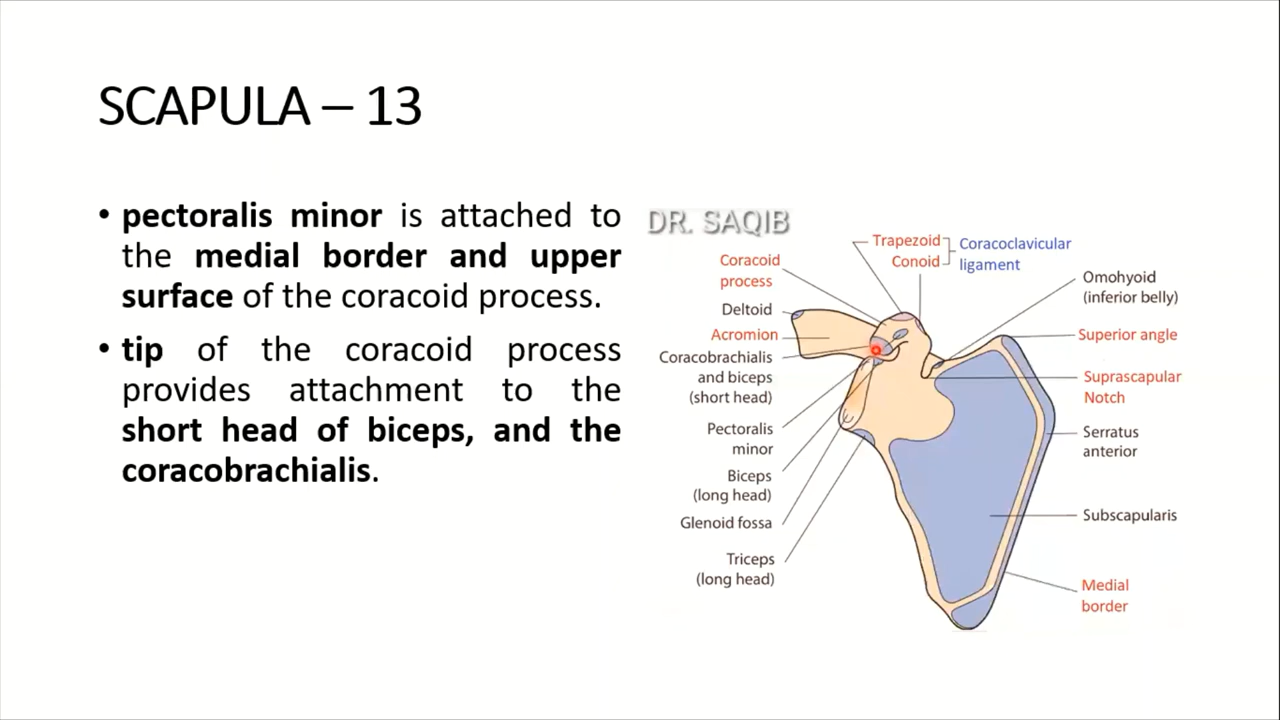 SCAPULA – 13
• pectoralis minor is attached to
the medial border and upper
surface of the coracoid process.
• tip of the coracoid process
provides attachment to the
short head of biceps, and the
coracobrachialis.
DR. SAQIB
Trapezoid
Conoid
Coracoclavicular
ligament
Coracoid
process
Deltoid
Acromion
Coracobrachialis
and biceps
(short head)
Pectoralis
minor
Biceps
(long head)
Glenoid fossa
Triceps
(long head)
Omohyoid
(inferior belly)
Superior angle
Suprascapular
Notch
Serratus
anterior
Subscapularis
Medial
border